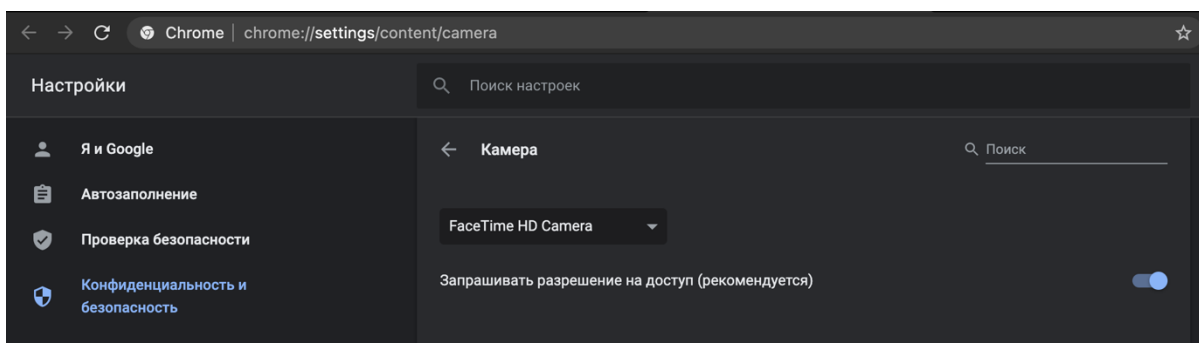 Chrome | chrome://settings/content/camera
Настройки
Поиск настроек
Я и Google
Камера
Поиск
Автозаполнение
FaceTime HD Camera
Проверка безопасности
Запрашивать разрешение на доступ (рекомендуется)
Конфиденциальность и
безопасность